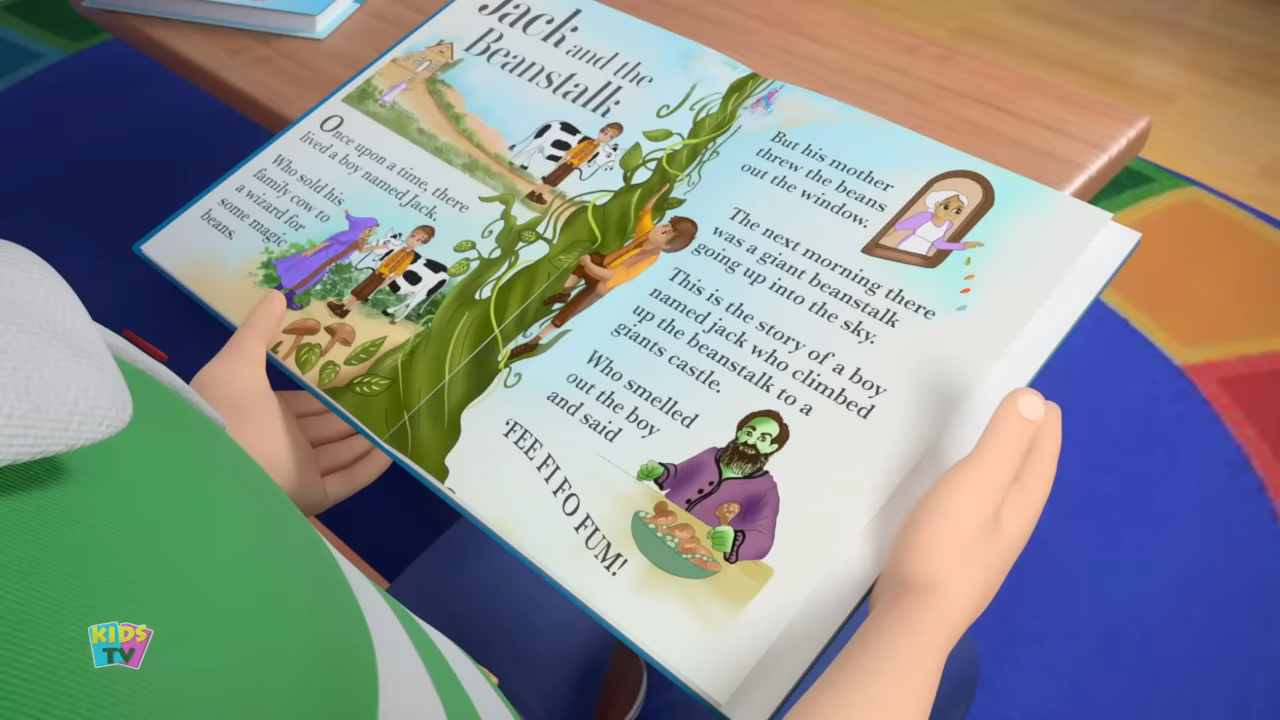 Jack and the
Beanstalk
Once upon a time, there
lived a boy named Jack.
Who sold his
family cow to
a wizard for
some magic
beans.
But his mother
threw the beans
out the window.
The next morning there
was a giant beanstalk
going up into the sky.
This is the story of a boy
named jack who climbed
up the beanstalk to a
giants castle.
Who smelled
out the boy
and said
'FEE FI FO FUM!
KIDS
TV